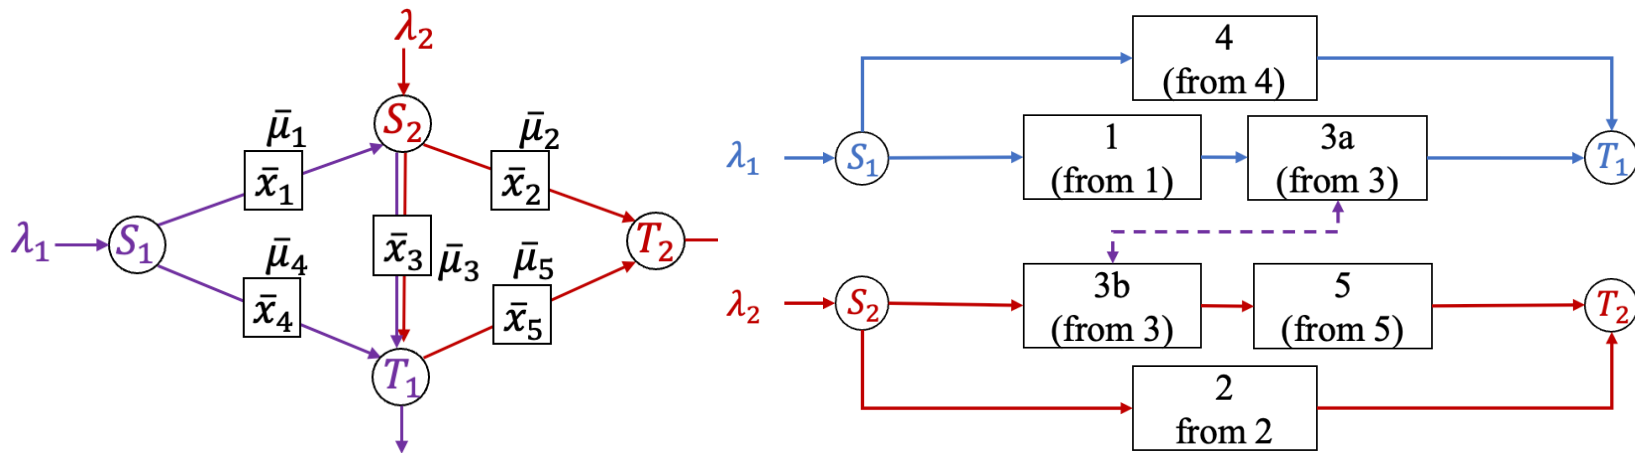 λ₂
S₂
μ̄₁
μ̄₂
x̄₁
x̄₂
λ₁
S₁
x̄₃
μ̄₃
T₂
μ̄₄
μ̄₅
x̄₄
x̄₅
T₁
4
(from 4)
λ₁
S₁
1
(from 1)
3a
(from 3)
T₁
λ₂
S₂
3b
(from 3)
5
(from 5)
T₂
2
from 2